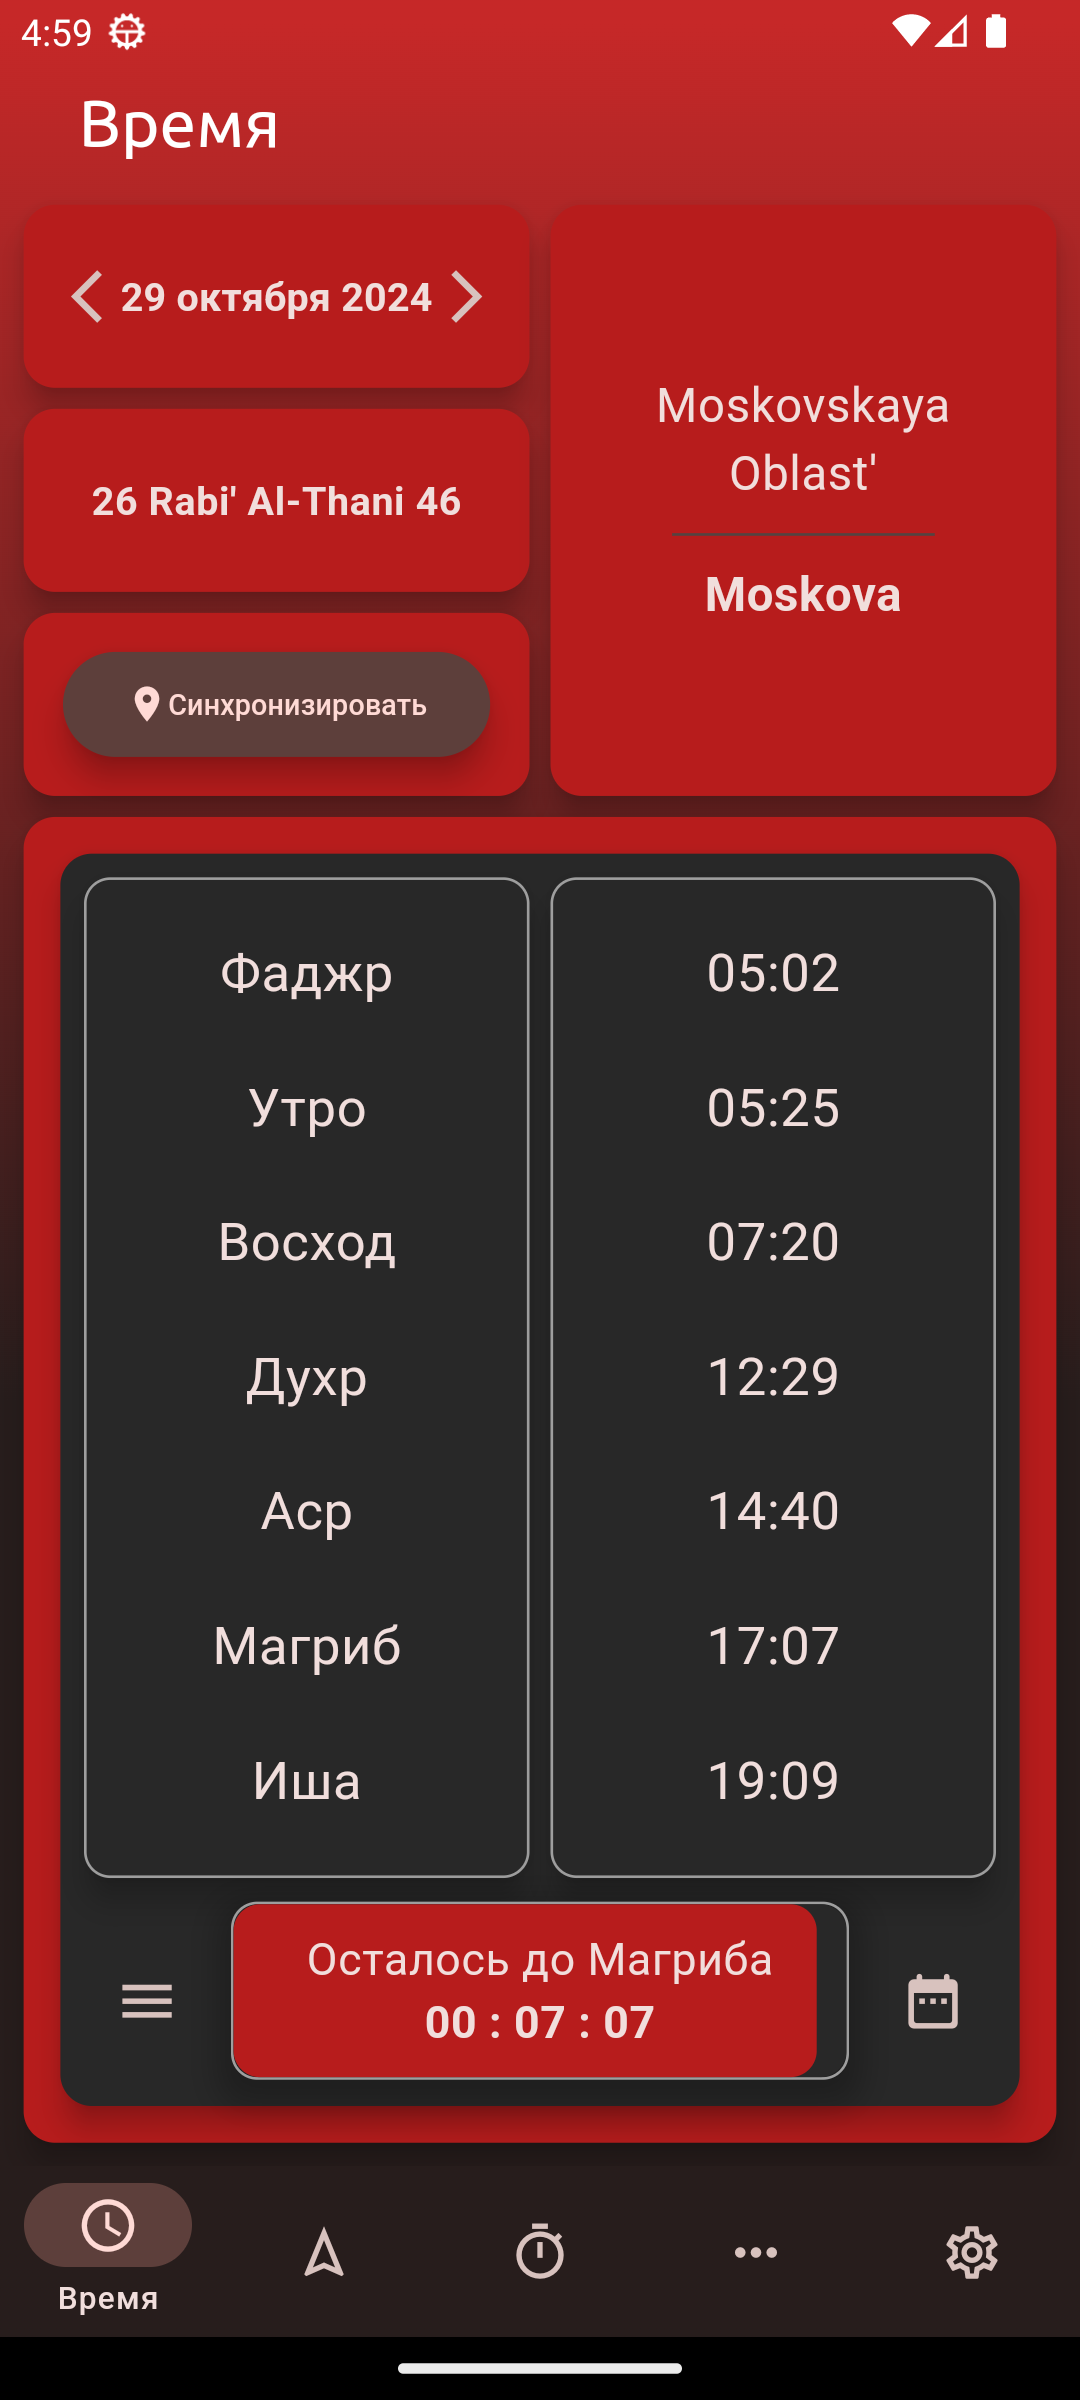 4:59
Время
29 октября 2024
26 Rabi' Al-Thani 46
Синхронизировать
Moskovskaya
Oblast'
Moskova
Фаджр 05:02
Утро 05:25
Восход 07:20
Духр 12:29
Аср 14:40
Магриб 17:07
Иша 19:09
Осталось до Магриба
00 : 07 : 07
Время